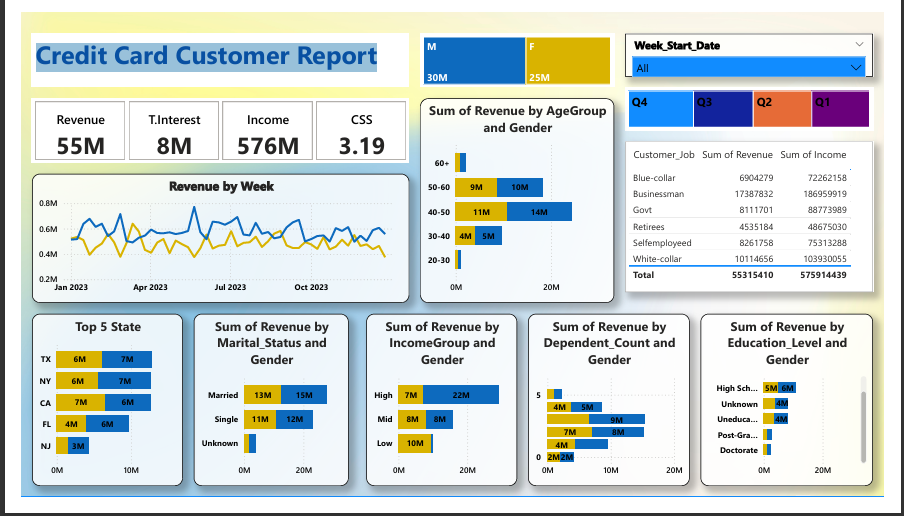 Credit Card Customer Report
M
30M
F
25M
Week_Start_Date
All
Q4
Q3
Q2
Q1
Revenue
55M
T.Interest
8M
Income
576M
CSS
3.19
Revenue by Week
0.8M
0.6M
0.4M
0.2M
Jan 2023 Apr 2023 Jul 2023 Oct 2023
Sum of Revenue by AgeGroup
and Gender
60+
50-60 9M 10M
40-50 11M 14M
30-40 4M 5M
20-30
0M 20M
Customer_Job Sum of Revenue Sum of Income
Blue-collar 6904279 72262158
Businessman 17387832 186959919
Govt 8111701 88773989
Retirees 4535184 48675030
Selfemployeed 8261758 75313288
White-collar 10114656 103930055
Total 55315410 575914439
Top 5 State
TX 6M 7M
NY 6M 7M
CA 7M 6M
FL 4M 6M
NJ 3M
0M 10M
Sum of Revenue by
Marital_Status and
Gender
Married 13M 15M
Single 11M 12M
Unknown
0M 20M
Sum of Revenue by
IncomeGroup and
Gender
High 7M 22M
Mid 8M 8M
Low 10M
0M 20M
Sum of Revenue by
Dependent_Count and
Gender
5
4M 5M
9M
7M 8M
4M
0 2M 2M
0M 10M 20M
Sum of Revenue by
Education_Level and
Gender
High Sch... 5M 6M
Unknown 4M
Uneduca... 4M
Post-Gra...
Doctorate
0M 20M